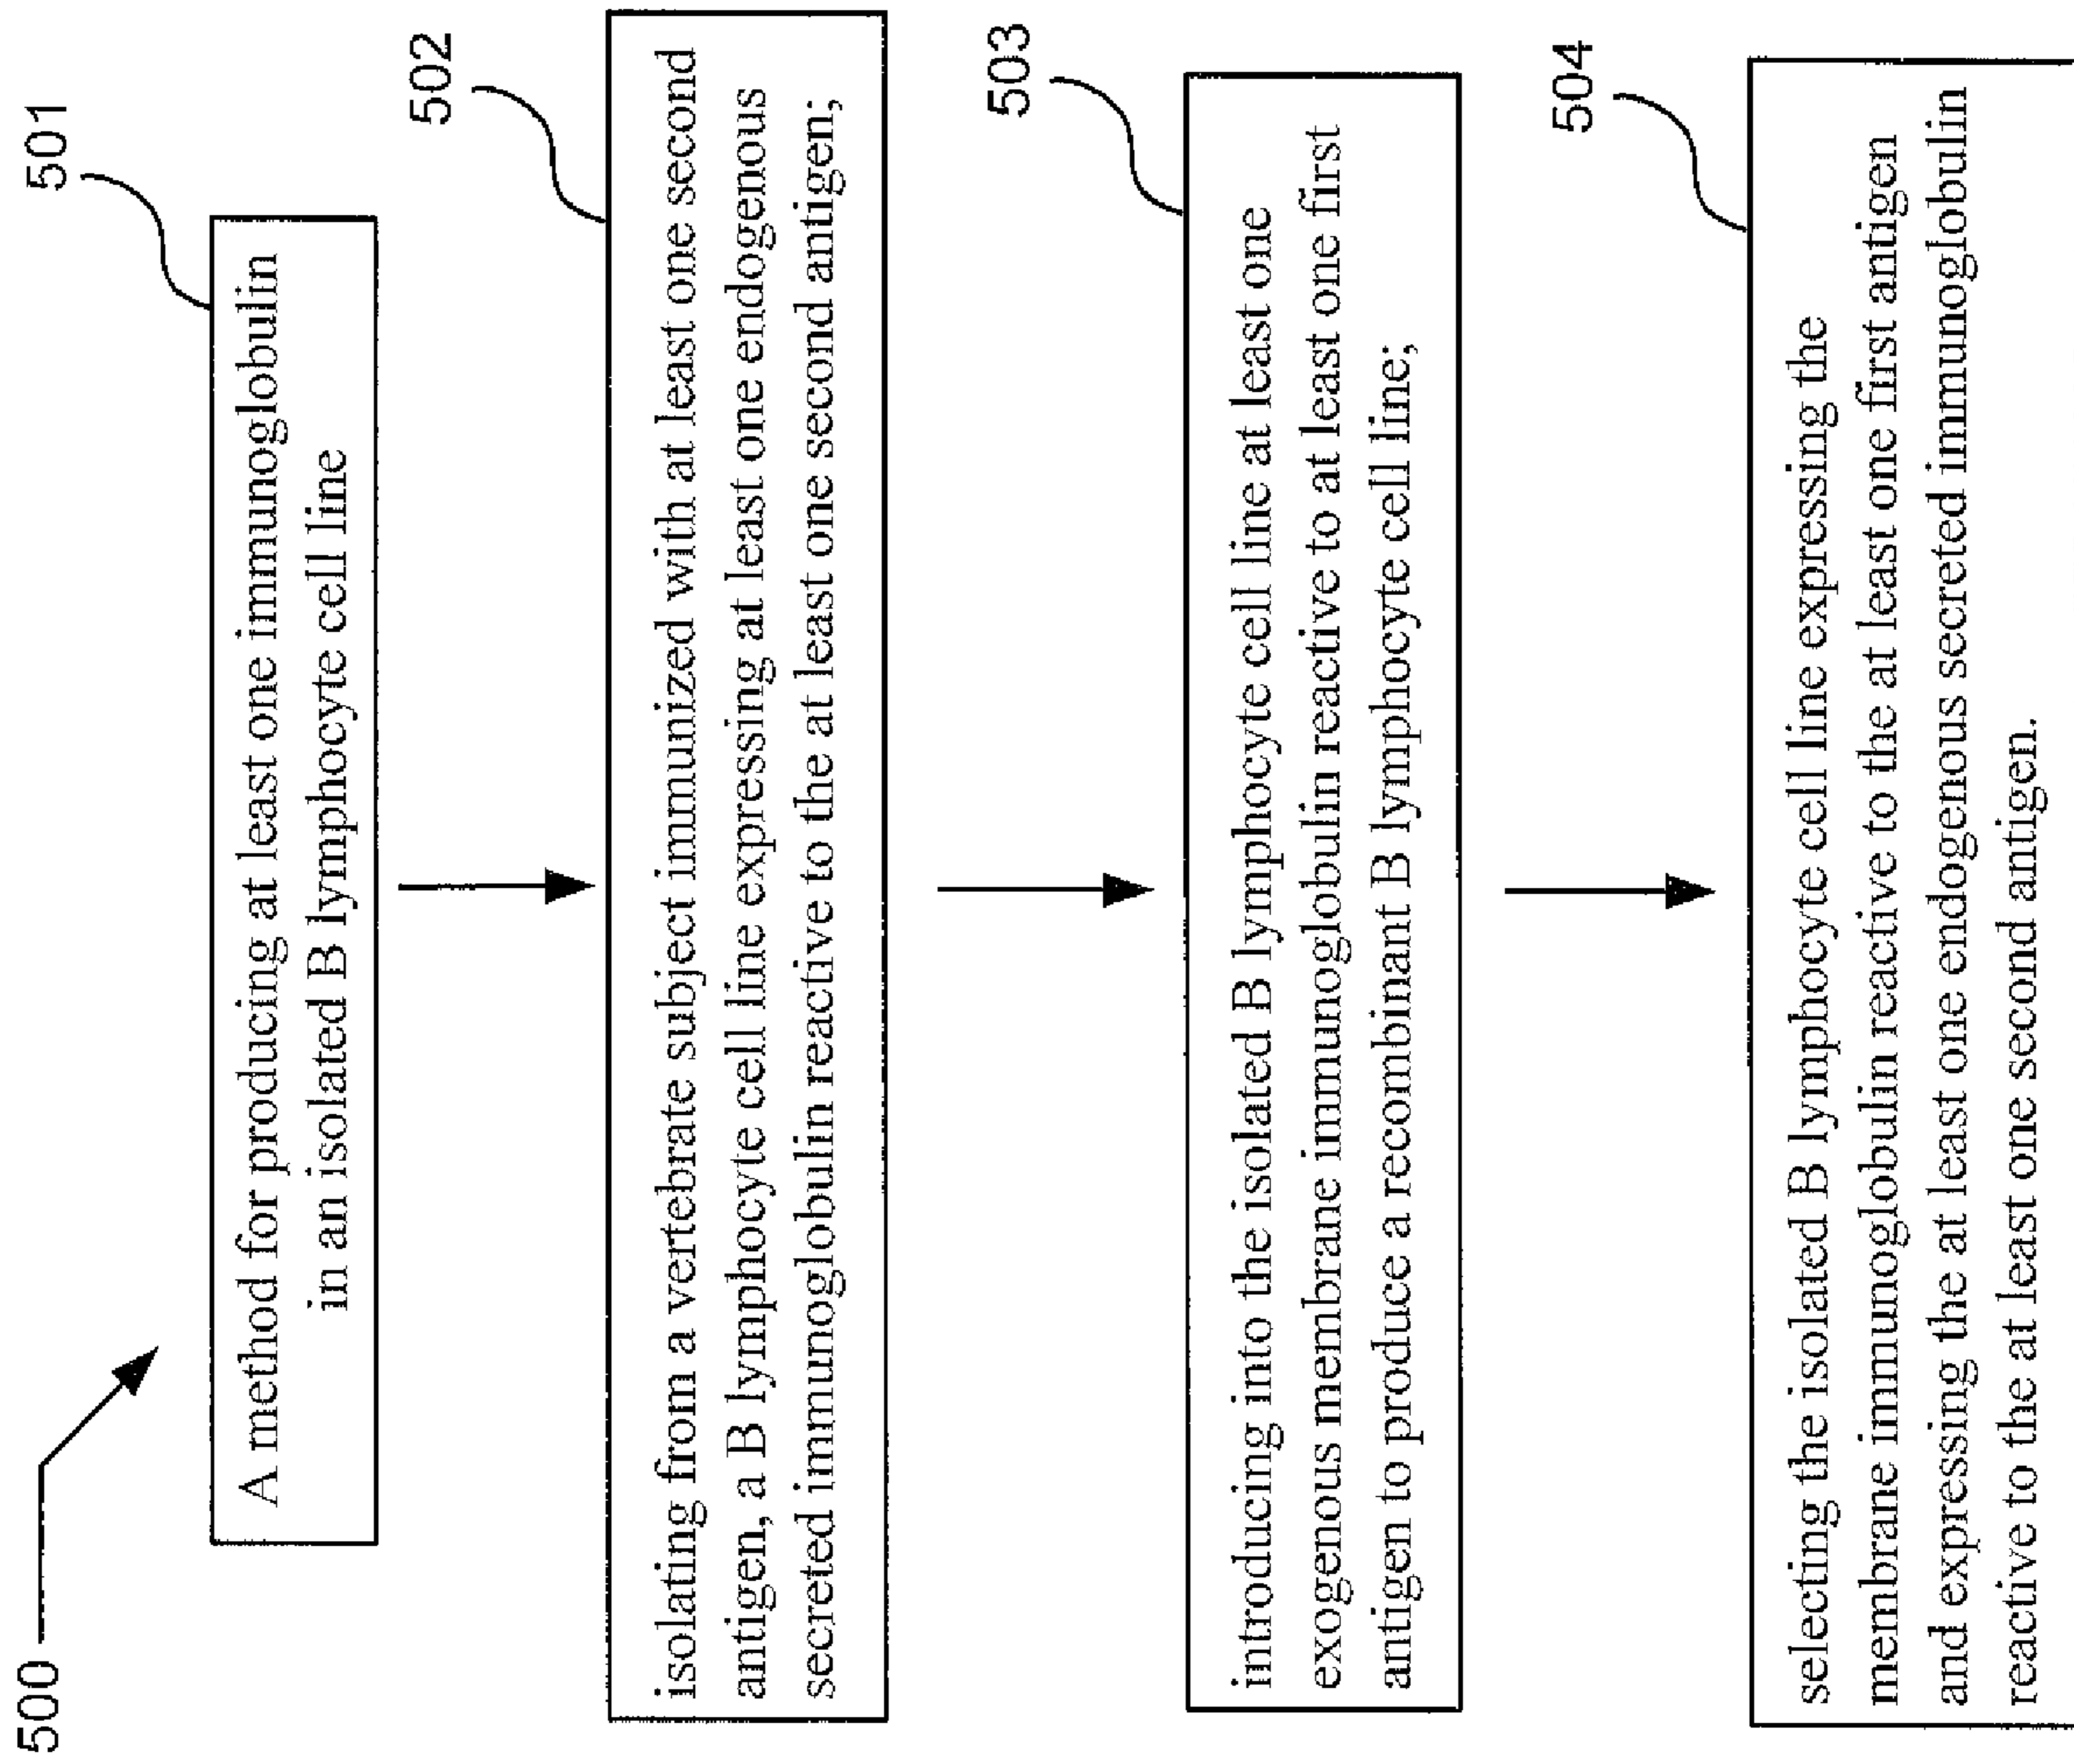 500
501
A method for producing at least one immunoglobulin
in an isolated B lymphocyte cell line
502
isolating from a vertebrate subject immunized with at least one second
antigen, a B lymphocyte cell line expressing at least one endogenous
secreted immunoglobulin reactive to the at least one second antigen;
503
introducing into the isolated B lymphocyte cell line at least one
exogenous membrane immunoglobulin reactive to at least one first
antigen to produce a recombinant B lymphocyte cell line;
504
selecting the isolated B lymphocyte cell line expressing the
membrane immunoglobulin reactive to the at least one first antigen
and expressing the at least one endogenous secreted immunoglobulin
reactive to the at least one second antigen.